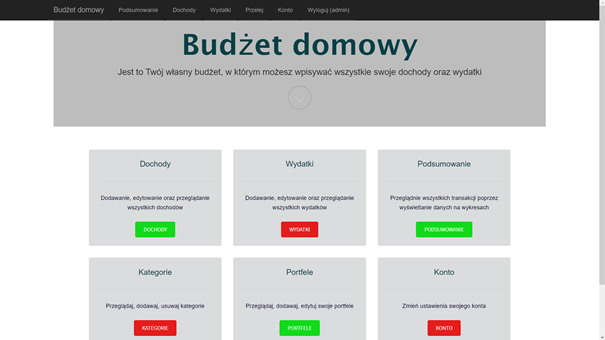 Budżet domowy Podsumowanie Dochody Wydatki Przelej Konto Wyloguj (admin)
Budżet domowy
Jest to Twój własny budżet, w którym możesz wpisywać wszystkie swoje dochody oraz wydatki
Dochody Wydatki Podsumowanie
Dodawanie, edytowanie oraz przeglądanie
wszystkich dochodów
Dodawanie, edytowanie oraz przeglądanie
wszystkich wydatków
Przeglądnie wszystkich transakcji poprzez
wyświetlanie danych na wykresach
DOCHODY WYDATKI PODSUMOWANIE
Kategorie Portfele Konto
Przeglądaj, dodawaj, usuwaj kategorie
Przeglądaj, dodawaj, edytuj swoje portfele
Zmień ustawienia swojego konta
KATEGORIE PORTFELE KONTO